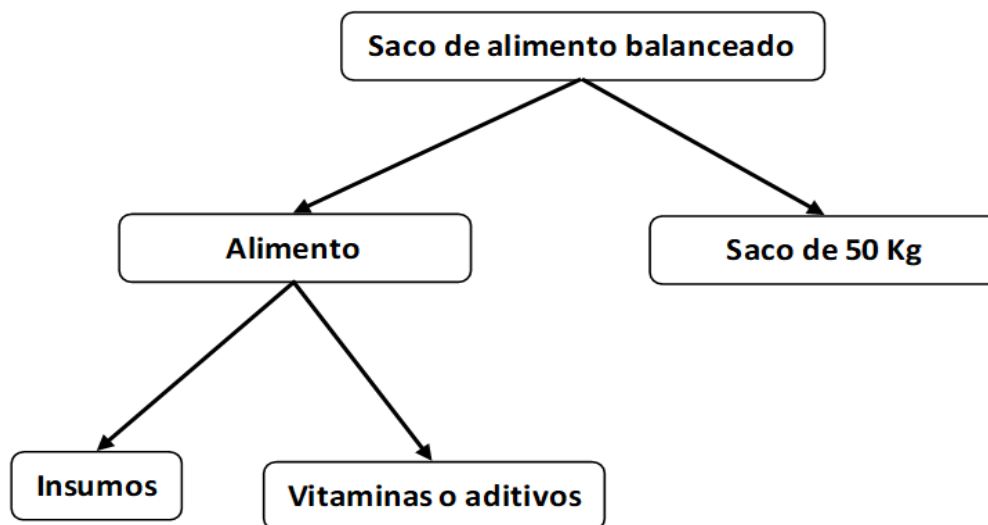 Saco de alimento balanceado
Alimento
Saco de 50 Kg
Insumos
Vitaminas o aditivos